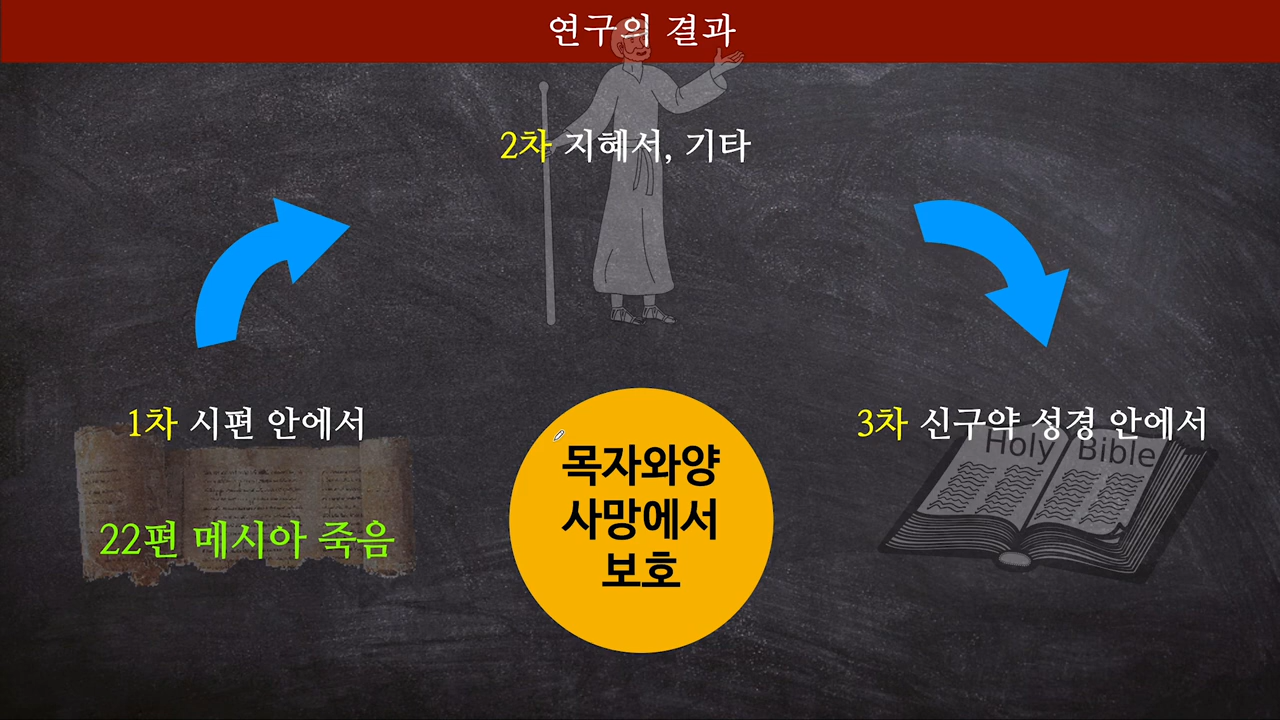 연구의 결과
2차 지혜서, 기타
1차 시편 안에서
22편 메시아 죽음
목자와양
사망에서
보호
3차 신구약 성경 안에서
Holy Bible